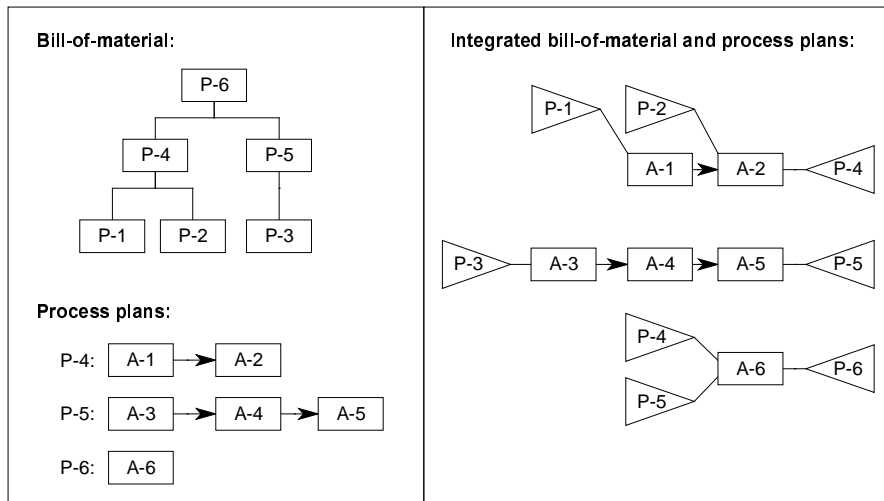 Bill-of-material:
P-6
P-4 P-5
P-1 P-2 P-3
Process plans:
P-4: A-1 A-2
P-5: A-3 A-4 A-5
P-6: A-6
Integrated bill-of-material and process plans:
P-1 P-2
A-1 A-2 P-4
P-3 A-3 A-4 A-5 P-5
P-4
A-6 P-6
P-5